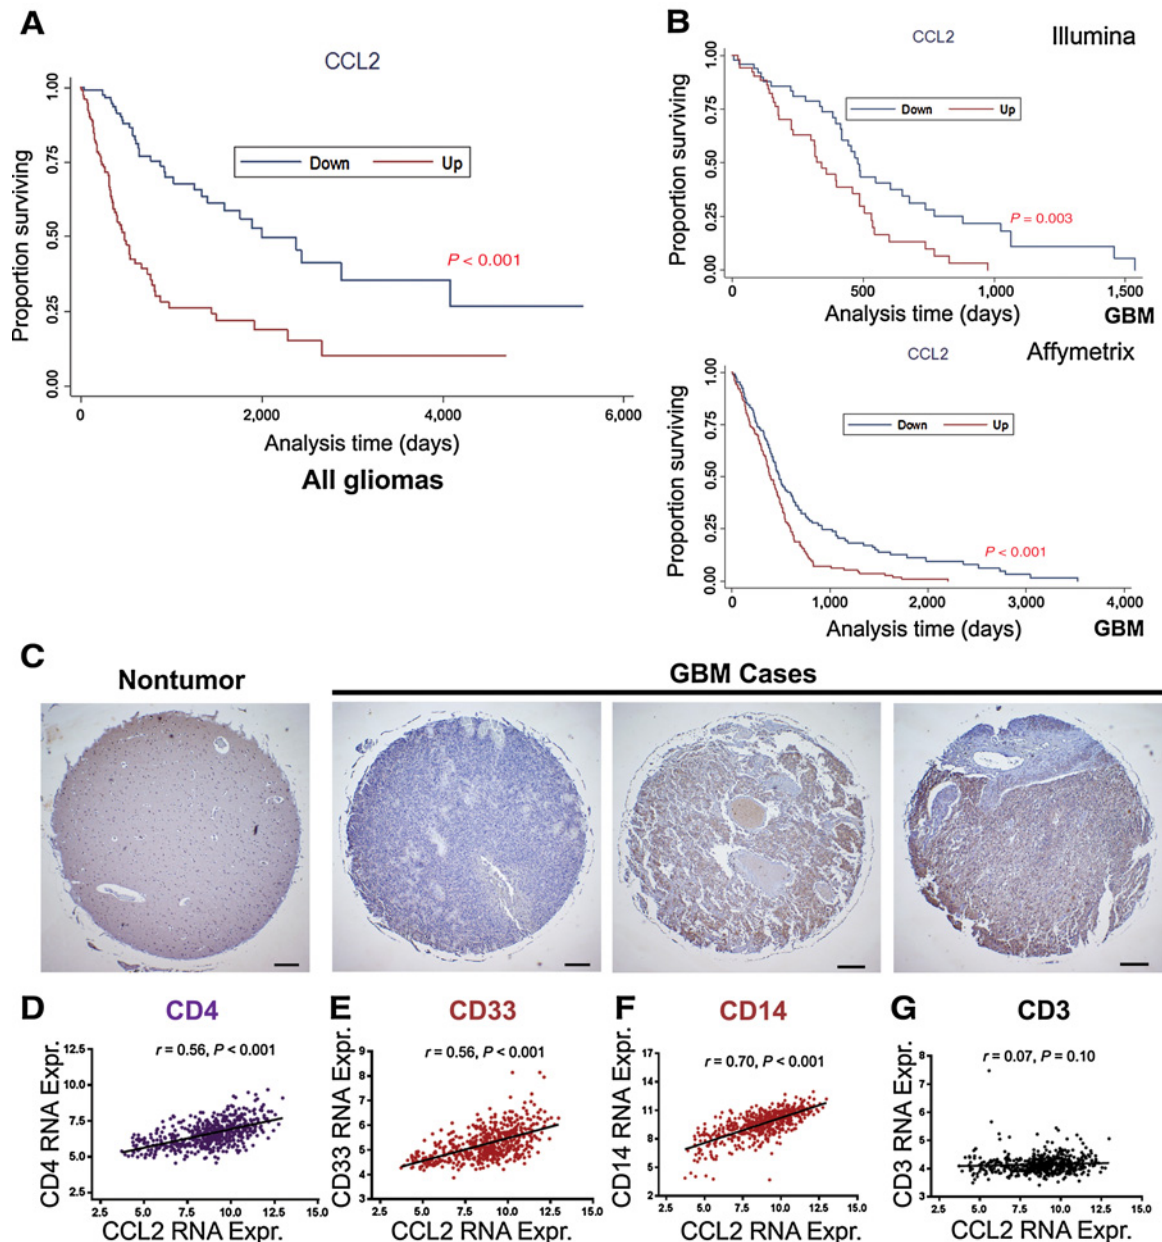 A
CCL2
Proportion surviving
1.00
0.75
0.50
0.25
0.00
Down Up
P < 0.001
0 2,000 4,000 6,000
Analysis time (days)
All gliomas
B
CCL2 Illumina
Proportion surviving
1.00
0.75
0.50
0.25
0.00
Down Up
P = 0.003
0 500 1,000 1,500
Analysis time (days) GBM
CCL2 Affymetrix
Proportion surviving
1.00
0.75
0.50
0.25
0.00
Down Up
P < 0.001
0 1,000 2,000 3,000 4,000
Analysis time (days) GBM
C
Nontumor GBM Cases
D CD4
r = 0.56, P < 0.001
CD4 RNA Expr.
12.5
10.0
7.5
5.0
2.5
2.5 5.0 7.5 10.0 12.5 15.0
CCL2 RNA Expr.
E CD33
r = 0.56, P < 0.001
CD33 RNA Expr.
9
8
7
6
5
4
3
2.5 5.0 7.5 10.0 12.5 15.0
CCL2 RNA Expr.
F CD14
r = 0.70, P < 0.001
CD14 RNA Expr.
17
15
13
11
9
7
5
2
2.5 5.0 7.5 10.0 12.5 15.0
CCL2 RNA Expr.
G CD3
r = 0.07, P = 0.10
CD3 RNA Expr.
8
7
6
5
4
3
2.5 5.0 7.5 10.0 12.5 15.0
CCL2 RNA Expr.